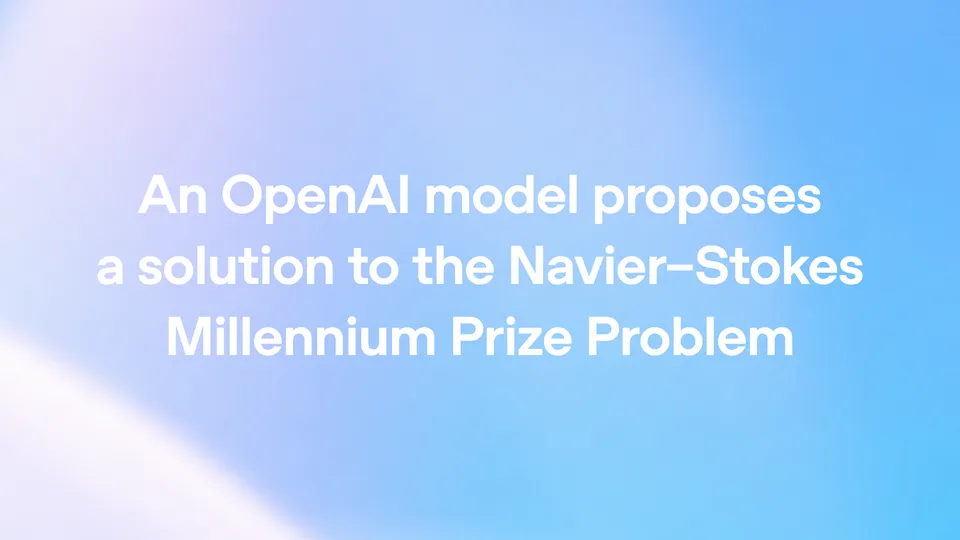 An OpenAI model proposes
a solution to the Navier–Stokes
Millennium Prize Problem